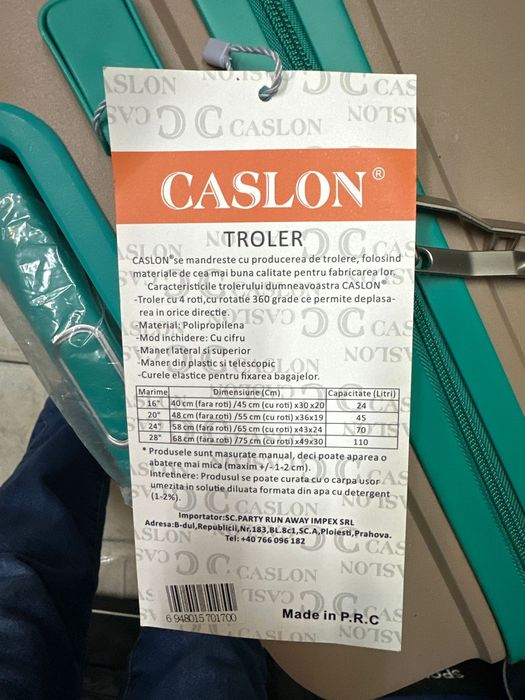 CASLON®
TROLER
CASLON®se mandreste cu producerea de trolere, folosind
materiale de cea mai buna calitate pentru fabricarea lor.
Caracteristicile trolerului dumneavoastra CASLON®
-Troler cu 4 roti,cu rotatie 360 grade ce permite deplasa-
rea in orice directie.
-Material: Polipropilena
-Mod inchidere: Cu cifru
-Maner lateral si superior
-Maner din plastic si telescopic
-Curele elastice pentru fixarea bagajelor.
Marime Dimensiune (Cm) Capacitate (Litri)
16" 40 cm (fara roti) /45 cm (cu roti) x30 x20 24
20" 48 cm (fara roti) /55 cm (cu roti) x36x19 45
24" 58 cm (fara roti) /65 cm (cu roti) x43x24 70
28" 68 cm (fara roti) /75 cm (cu roti) x49x30 110
* Produsele sunt masurate manual, deci poate aparea o
abatere mai mica (maxim +/-1-2 cm).
Intretinere: Produsul se poate curata cu o carpa usor
umezita in solutie diluata formata din apa cu detergent
(1-2%).
Importator:SC.PARTY RUN AWAY IMPEX SRL
Adresa:B-dul,Republicii,Nr.183,BL.8c1,SC.A,Ploiesti,Prahova.
Tel: +40 766 096 182
6 948015 701700
Made in P.R.C